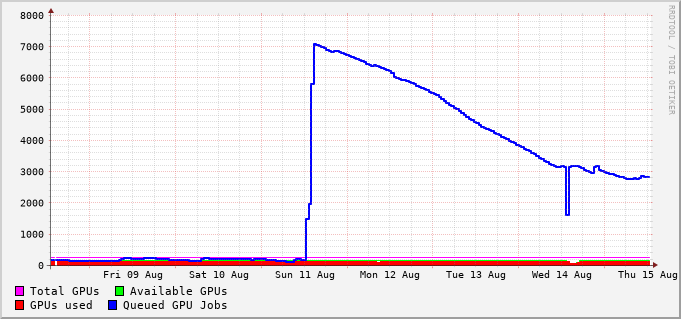 8000
7000
6000
5000
4000
3000
2000
1000
0
Fri 09 Aug Sat 10 Aug Sun 11 Aug Mon 12 Aug Tue 13 Aug Wed 14 Aug Thu 15 Aug
Total GPUs Available GPUs
GPUs used Queued GPU Jobs
RRDTOOL / TOBI OETIKER